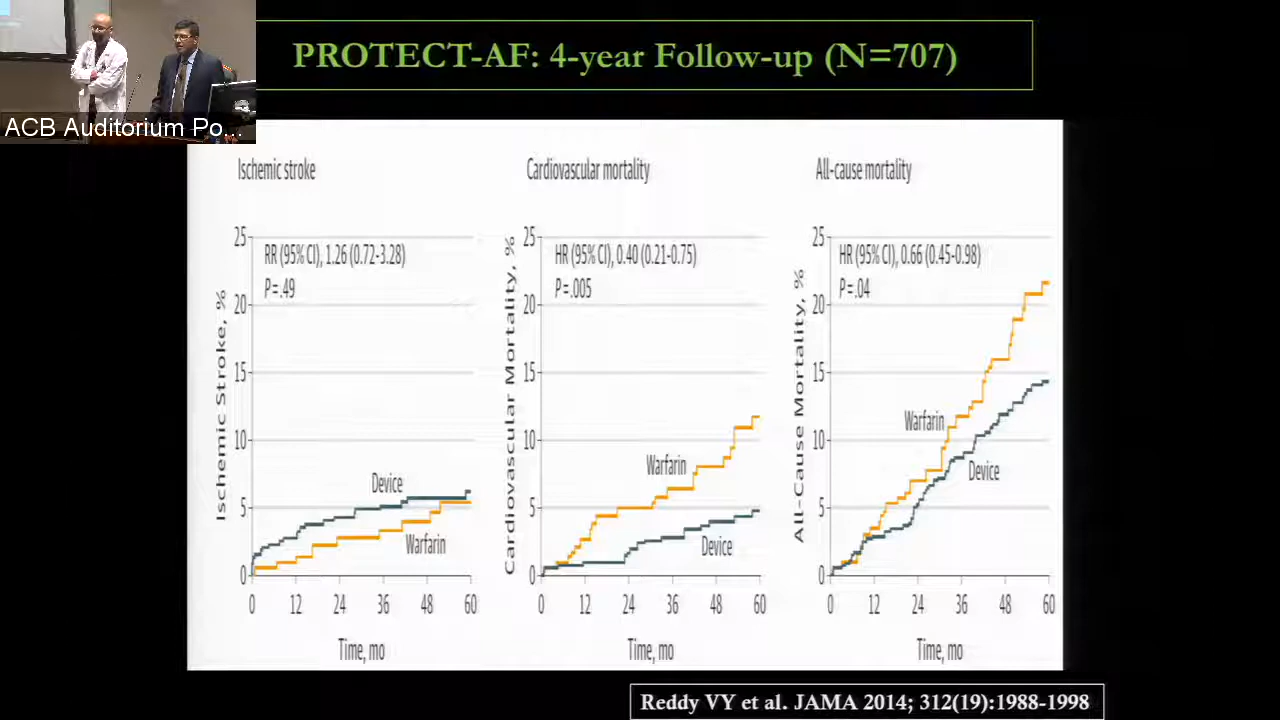 PROTECT-AF: 4-year Follow-up (N=707)
ACB Auditorium Po...
Ischemic stroke
Ischemic Stroke, %
25
20
15
10
5
0
RR (95% CI), 1.26 (0.72-3.28)
P=.49
Device
Warfarin
0 12 24 36 48 60
Time, mo
Cardiovascular mortality
Cardiovascular Mortality, %
25
20
15
10
5
0
HR (95% CI), 0.40 (0.21-0.75)
P=.005
Warfarin
Device
0 12 24 36 48 60
Time, mo
All-cause mortality
All-Cause Mortality, %
25
20
15
10
5
0
HR (95% CI), 0.66 (0.45-0.98)
P=.04
Warfarin
Device
0 12 24 36 48 60
Time, mo
Reddy VY et al. JAMA 2014; 312(19):1988-1998